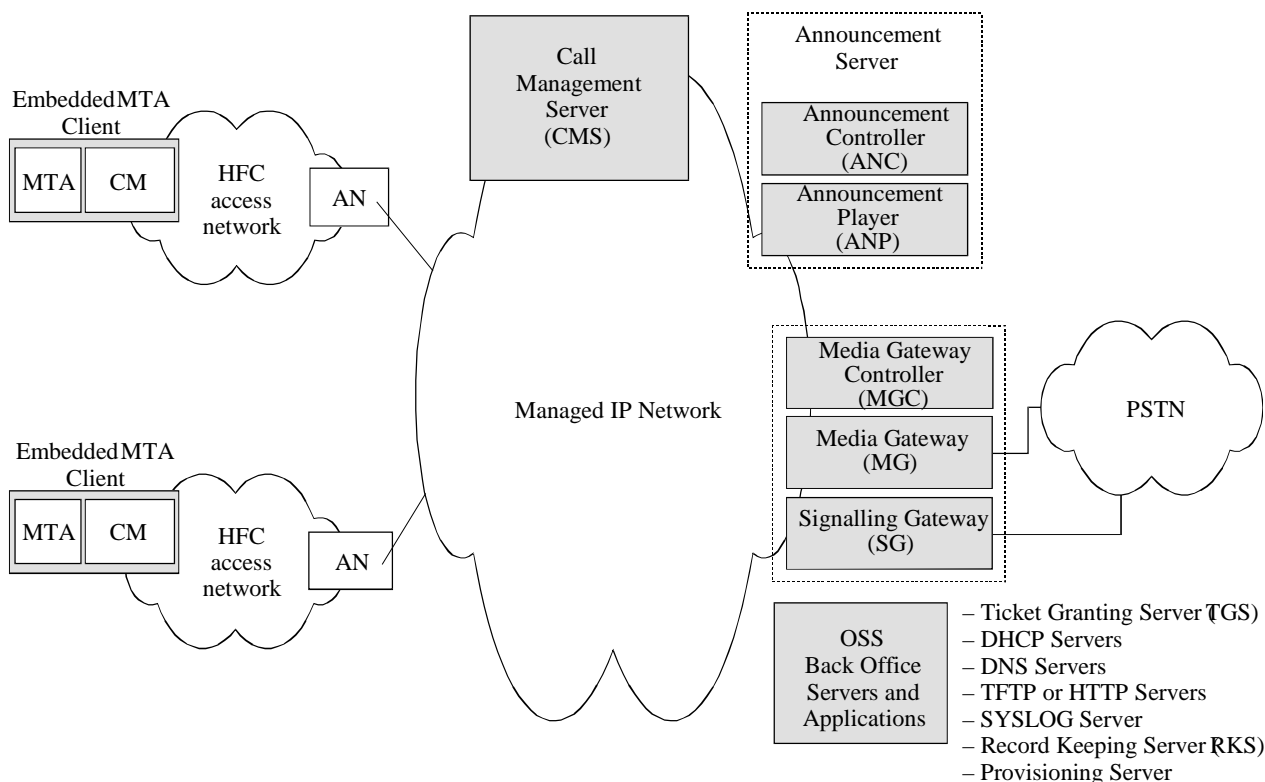 Call
Management
Server
(CMS)
Announcement
Server
Announcement
Controller
(ANC)
Announcement
Player
(ANP)
Embedded MTA
Client
MTA
CM
HFC
access
network
AN
Managed IP Network
Media Gateway
Controller
(MGC)
Media Gateway
(MG)
Signalling Gateway
(SG)
PSTN
Embedded MTA
Client
MTA
CM
HFC
access
network
AN
OSS
Back Office
Servers and
Applications
– Ticket Granting Server (TGS)
– DHCP Servers
– DNS Servers
– TFTP or HTTP Servers
– SYSLOG Server
– Record Keeping Server (RKS)
– Provisioning Server